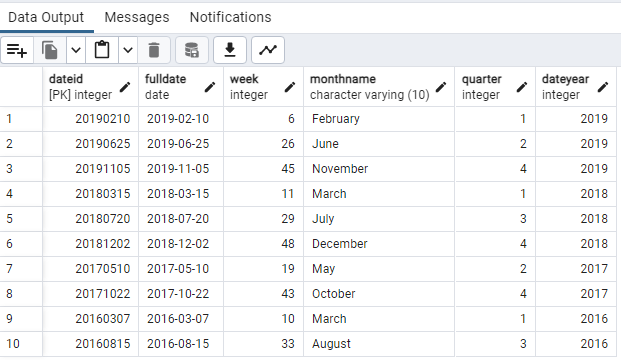 Data Output Messages Notifications
dateid fulldate week monthname quarter dateyear
[PK] integer date integer character varying (10) integer integer
1 20190210 2019-02-10 6 February 1 2019
2 20190625 2019-06-25 26 June 2 2019
3 20191105 2019-11-05 45 November 4 2019
4 20180315 2018-03-15 11 March 1 2018
5 20180720 2018-07-20 29 July 3 2018
6 20181202 2018-12-02 48 December 4 2018
7 20170510 2017-05-10 19 May 2 2017
8 20171022 2017-10-22 43 October 4 2017
9 20160307 2016-03-07 10 March 1 2016
10 20160815 2016-08-15 33 August 3 2016